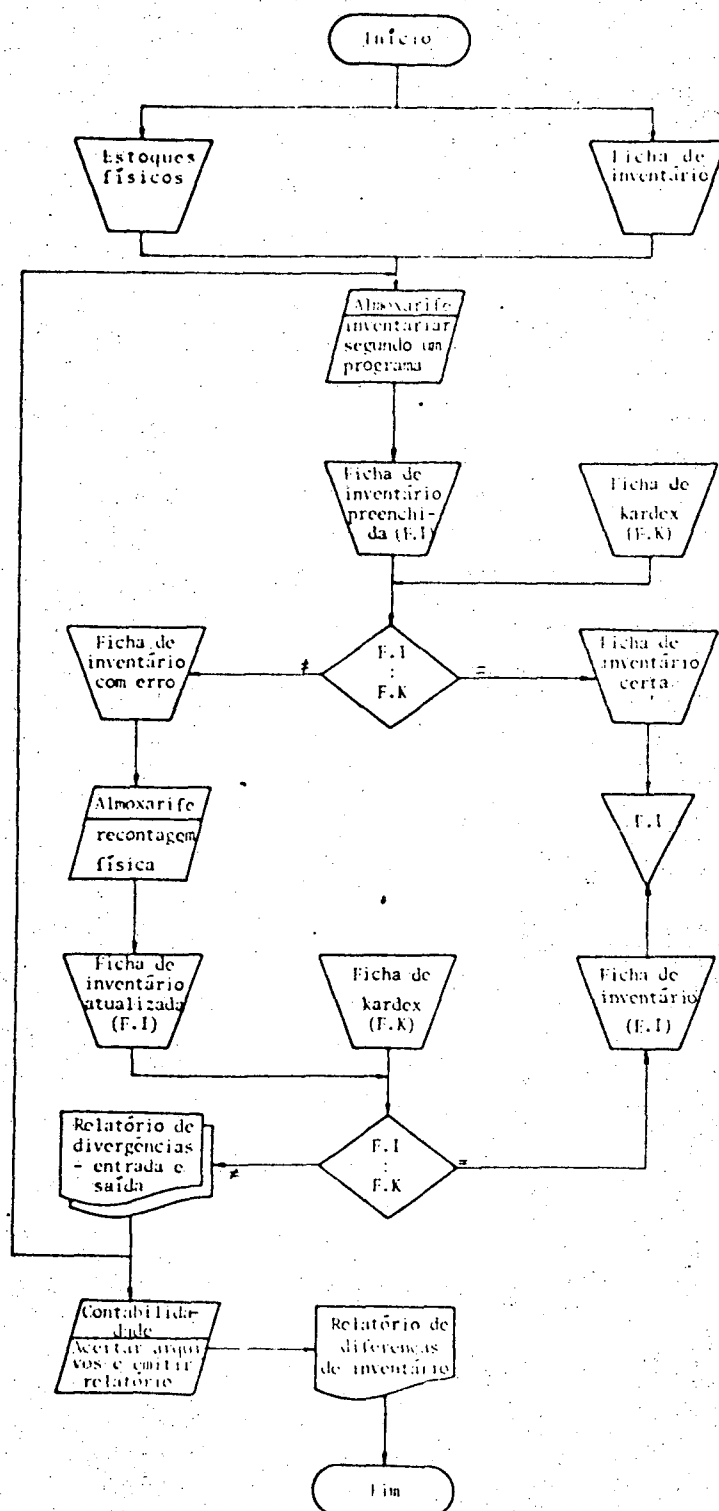 Início
Estoques
físicos
Ficha de
inventário
Almoxarife
inventariar
segundo um
programa
Ficha de
inventário
preenchi-
da (F.I)
Ficha de
kardex
(F.K)
Ficha de
inventário
com erro
≠
F.I
:
F.K
=
Ficha de
inventário
certa
Almoxarife
recontagem
física
F.I
Ficha de
inventário
atualizada
(F.I)
Ficha de
kardex
(F.K)
Ficha de
inventário
(F.I)
Relatório de
divergências
- entrada e
saída
≠
F.I
:
F.K
=
Contabilida-
dade
Aceitar arqui
vos e emitir
relatório
Relatório de
diferenças
de inventário
Fim